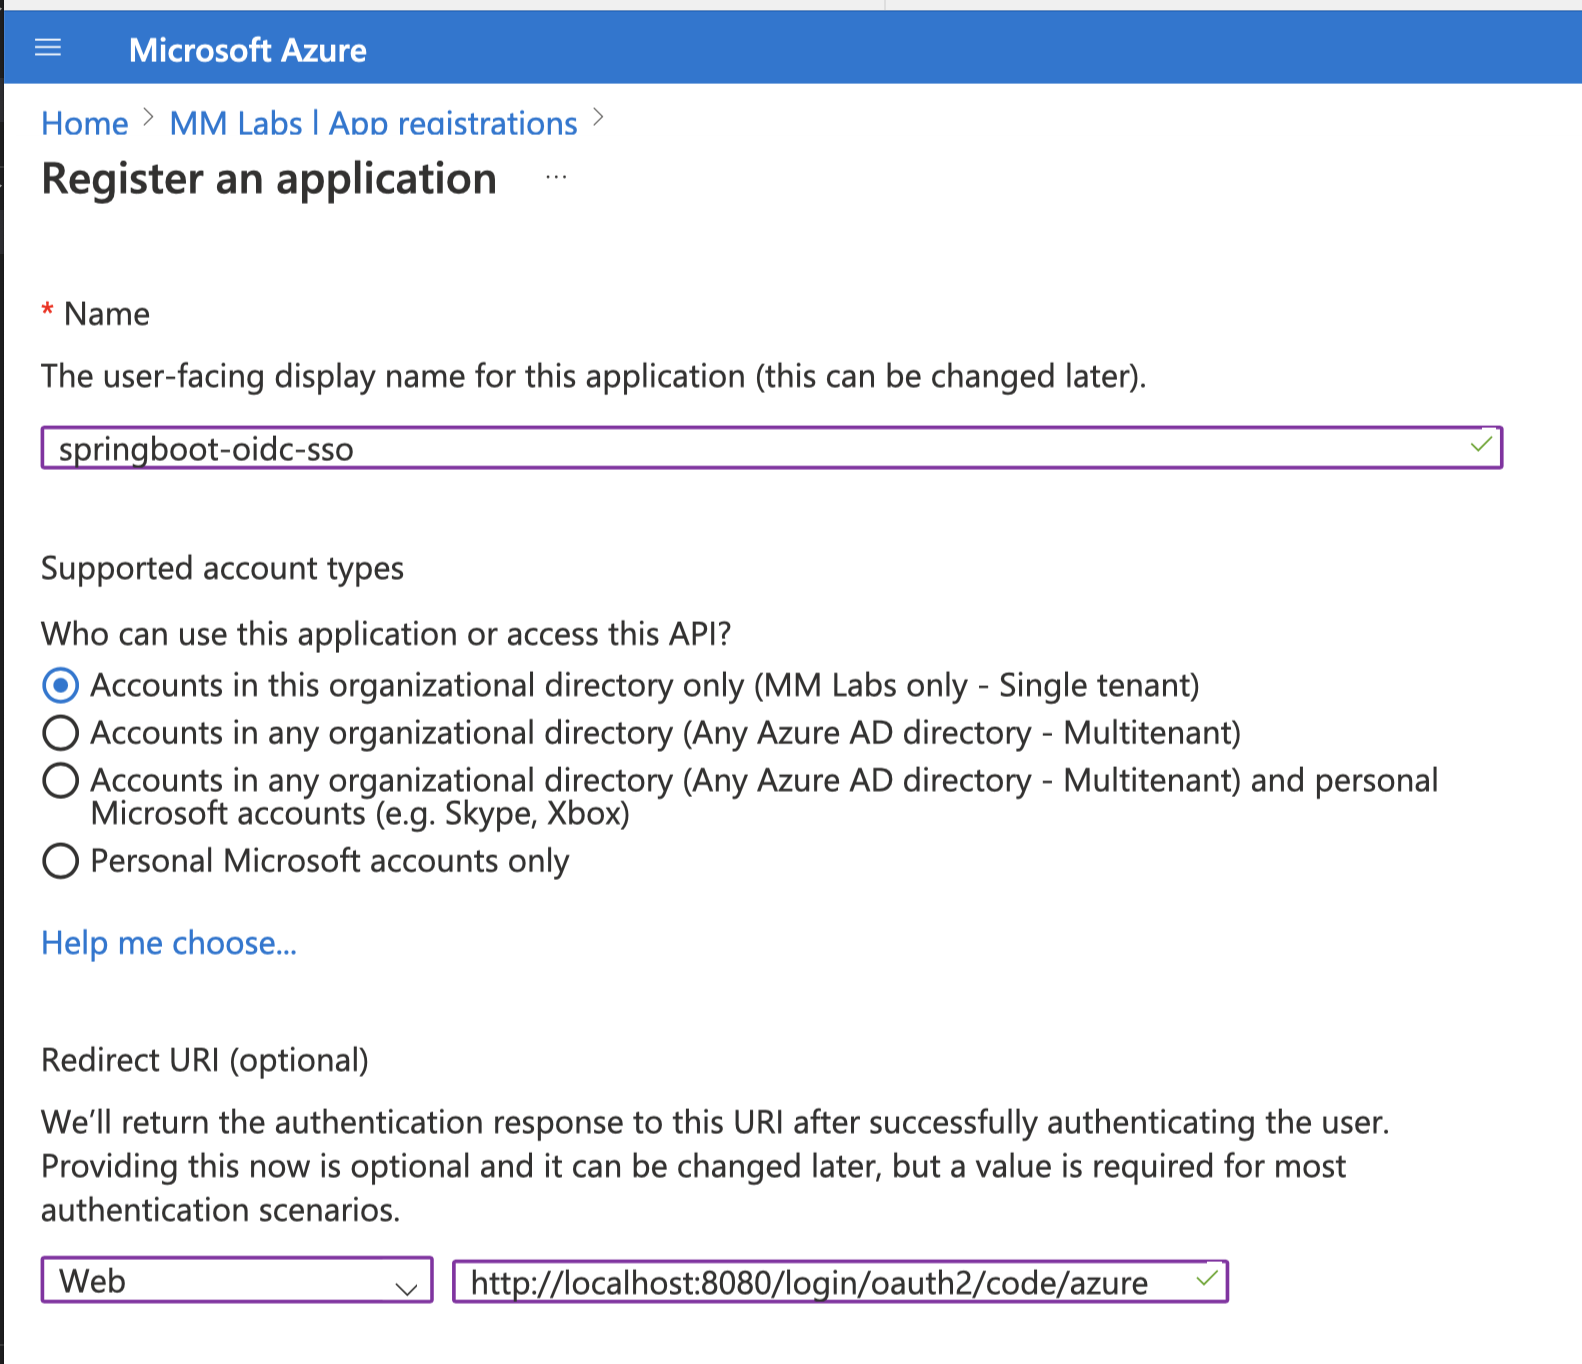 Microsoft Azure
Home > MM Labs | App registrations >
Register an application ...
* Name
The user-facing display name for this application (this can be changed later).
springboot-oidc-sso
Supported account types
Who can use this application or access this API?
Accounts in this organizational directory only (MM Labs only - Single tenant)
Accounts in any organizational directory (Any Azure AD directory - Multitenant)
Accounts in any organizational directory (Any Azure AD directory - Multitenant) and personal
Microsoft accounts (e.g. Skype, Xbox)
Personal Microsoft accounts only
Help me choose...
Redirect URI (optional)
We’ll return the authentication response to this URI after successfully authenticating the user.
Providing this now is optional and it can be changed later, but a value is required for most
authentication scenarios.
Web http://localhost:8080/login/oauth2/code/azure